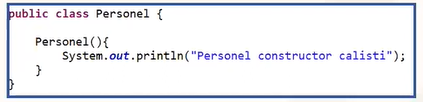 public class Personel {
Personel(){
System.out.println("Personel constructor calisti");
}
}